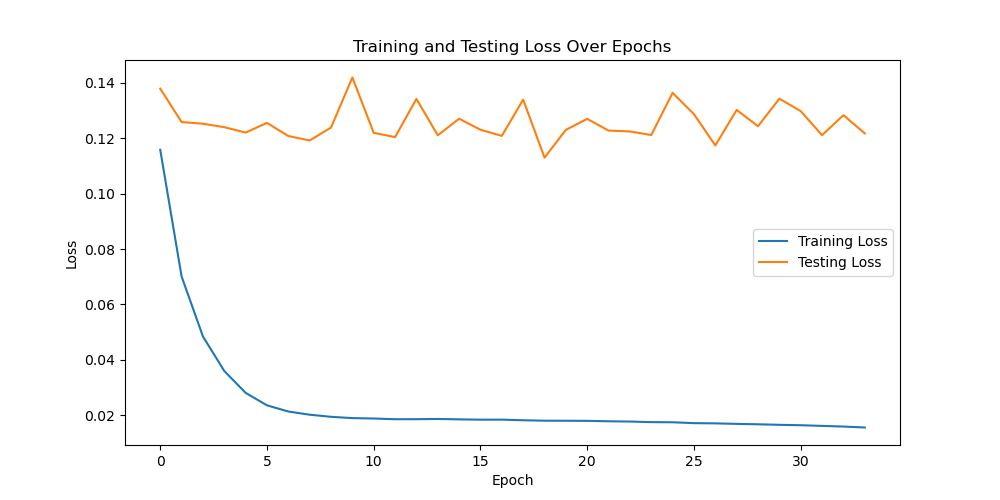 Training and Testing Loss Over Epochs
0.14
0.12
0.10
0.08
0.06
0.04
0.02
Loss
Training Loss
Testing Loss
0 5 10 15 20 25 30
Epoch